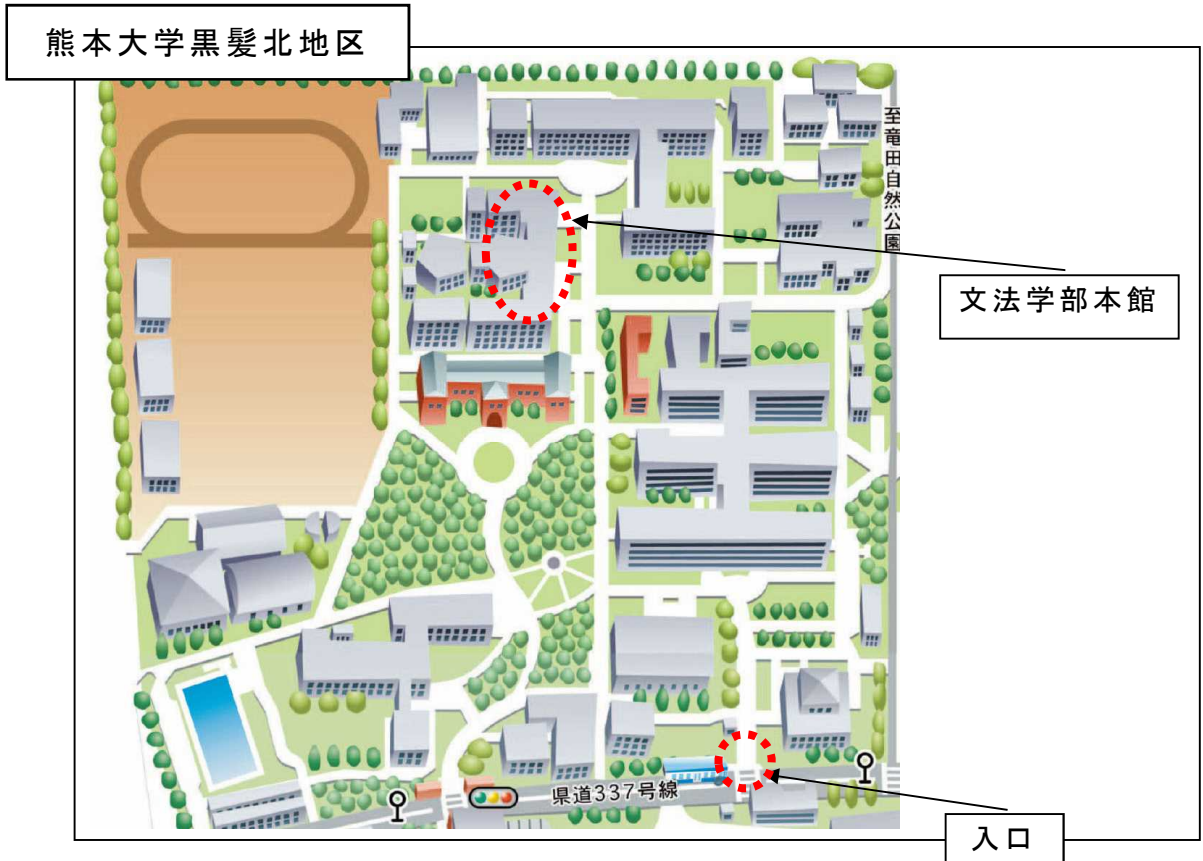 熊本大学黒髪北地区
至竜田自然公園
文法学部本館
県道337号線
入口